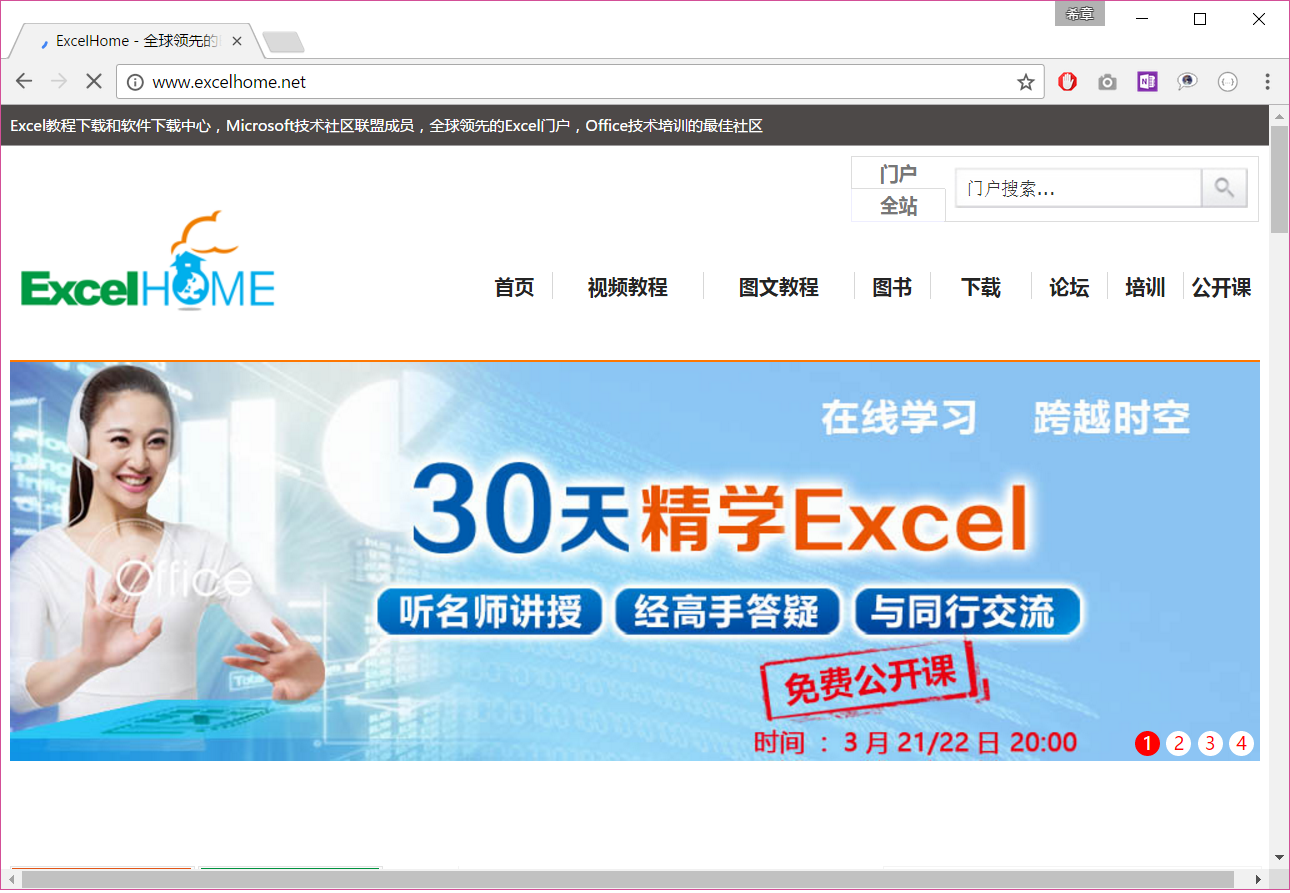 希章
ExcelHome - 全球领先的
www.excelhome.net
Excel教程下载和软件下载中心，Microsoft技术社区联盟成员，全球领先的Excel门户，Office技术培训的最佳社区
门户
门户搜索...
全站
ExcelHOME
首页 视频教程 图文教程 图书 下载 论坛 培训 公开课
在线学习 跨越时空
30天精学Excel
Office
听名师讲授 经高手答疑 与同行交流
免费公开课
时间 ： 3 月 21/22 日 20:00
1 2 3 4